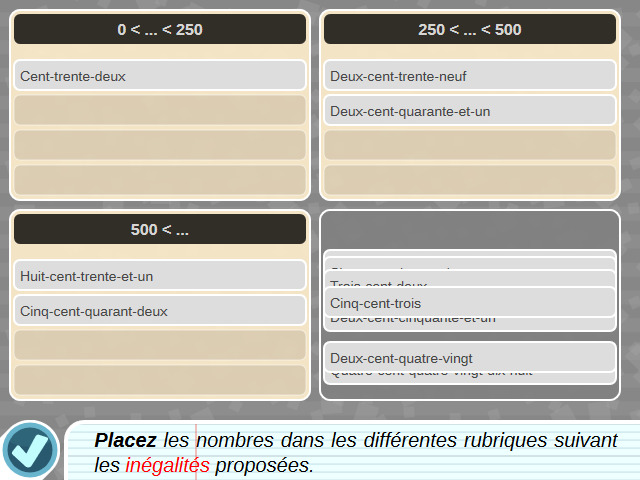 0 < ... < 250
Cent-trente-deux
250 < ... < 500
Deux-cent-trente-neuf
Deux-cent-quarante-et-un
500 < ...
Huit-cent-trente-et-un
Cinq-cent-quarant-deux
Trois-cent-deux
Cinq-cent-trois
Deux-cent-cinquante-et-un
Deux-cent-quatre-vingt
Quatre-cent-quatre-vingt-dix-huit
Placez les nombres dans les différentes rubriques suivant
les inégalités proposées.